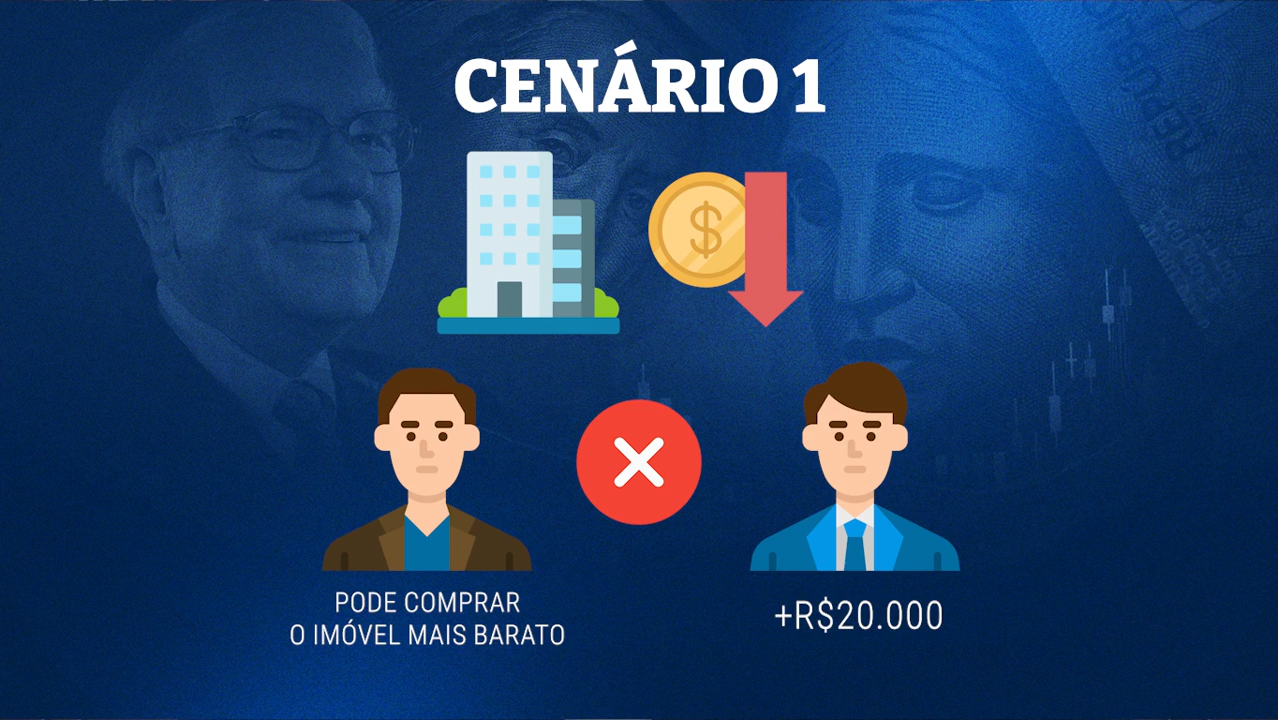 CENÁRIO 1
$
PODE COMPRAR
O IMÓVEL MAIS BARATO
+R$20.000